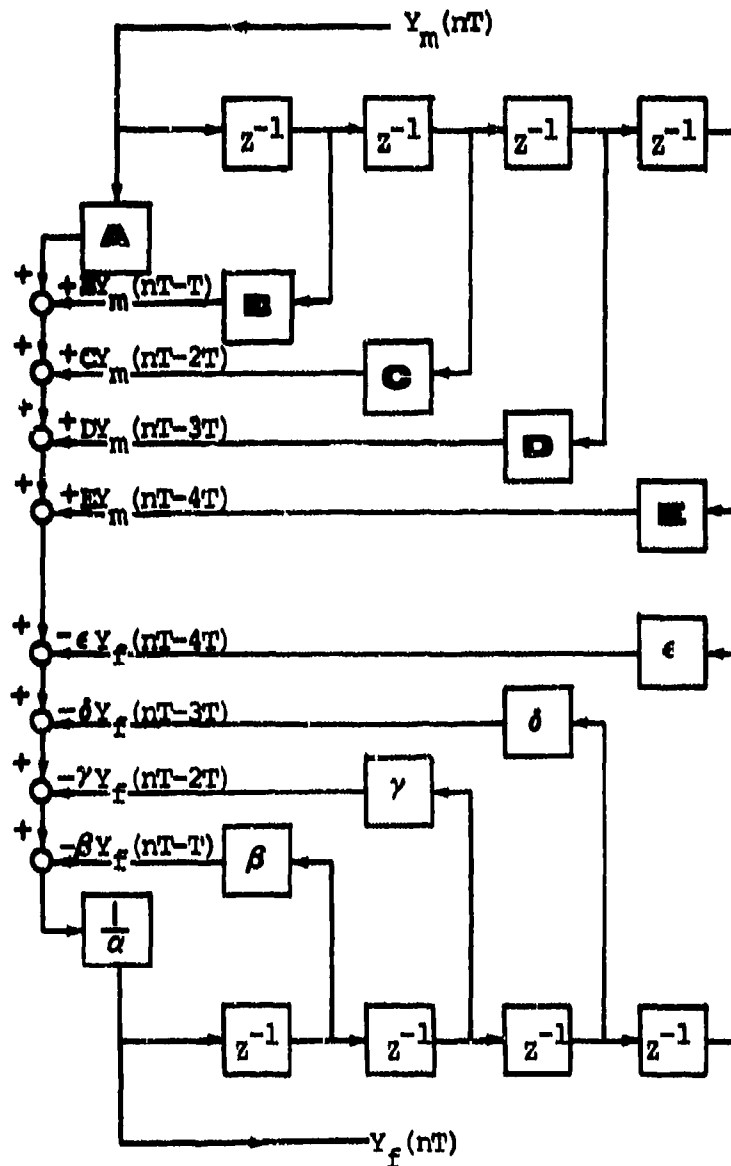 Y_m(nT)
z^-1 z^-1 z^-1 z^-1
A
+ +BY_m(nT-T) B
+ +CY_m(nT-2T) C
+ +DY_m(nT-3T) D
+ +EY_m(nT-4T) E
+ -ϵY_f(nT-4T) ϵ
+ -δY_f(nT-3T) δ
+ -γY_f(nT-2T) γ
+ -βY_f(nT-T) β
1/α
z^-1 z^-1 z^-1 z^-1
Y_f(nT)